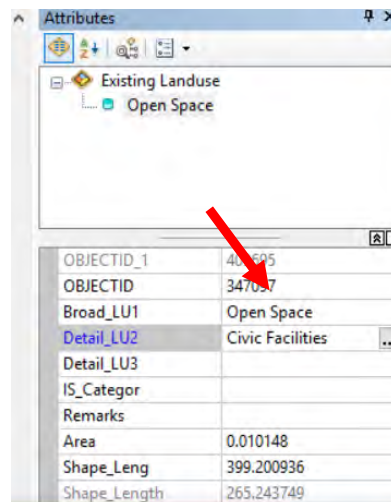 Attributes
Existing Landuse
Open Space
OBJECTID_1
OBJECTID
Broad_LU1 Open Space
Detail_LU2 Civic Facilities ...
Detail_LU3
IS_Categor
Remarks
Area 0.010148
Shape_Leng 399.200936
Shape_Length 265.243749